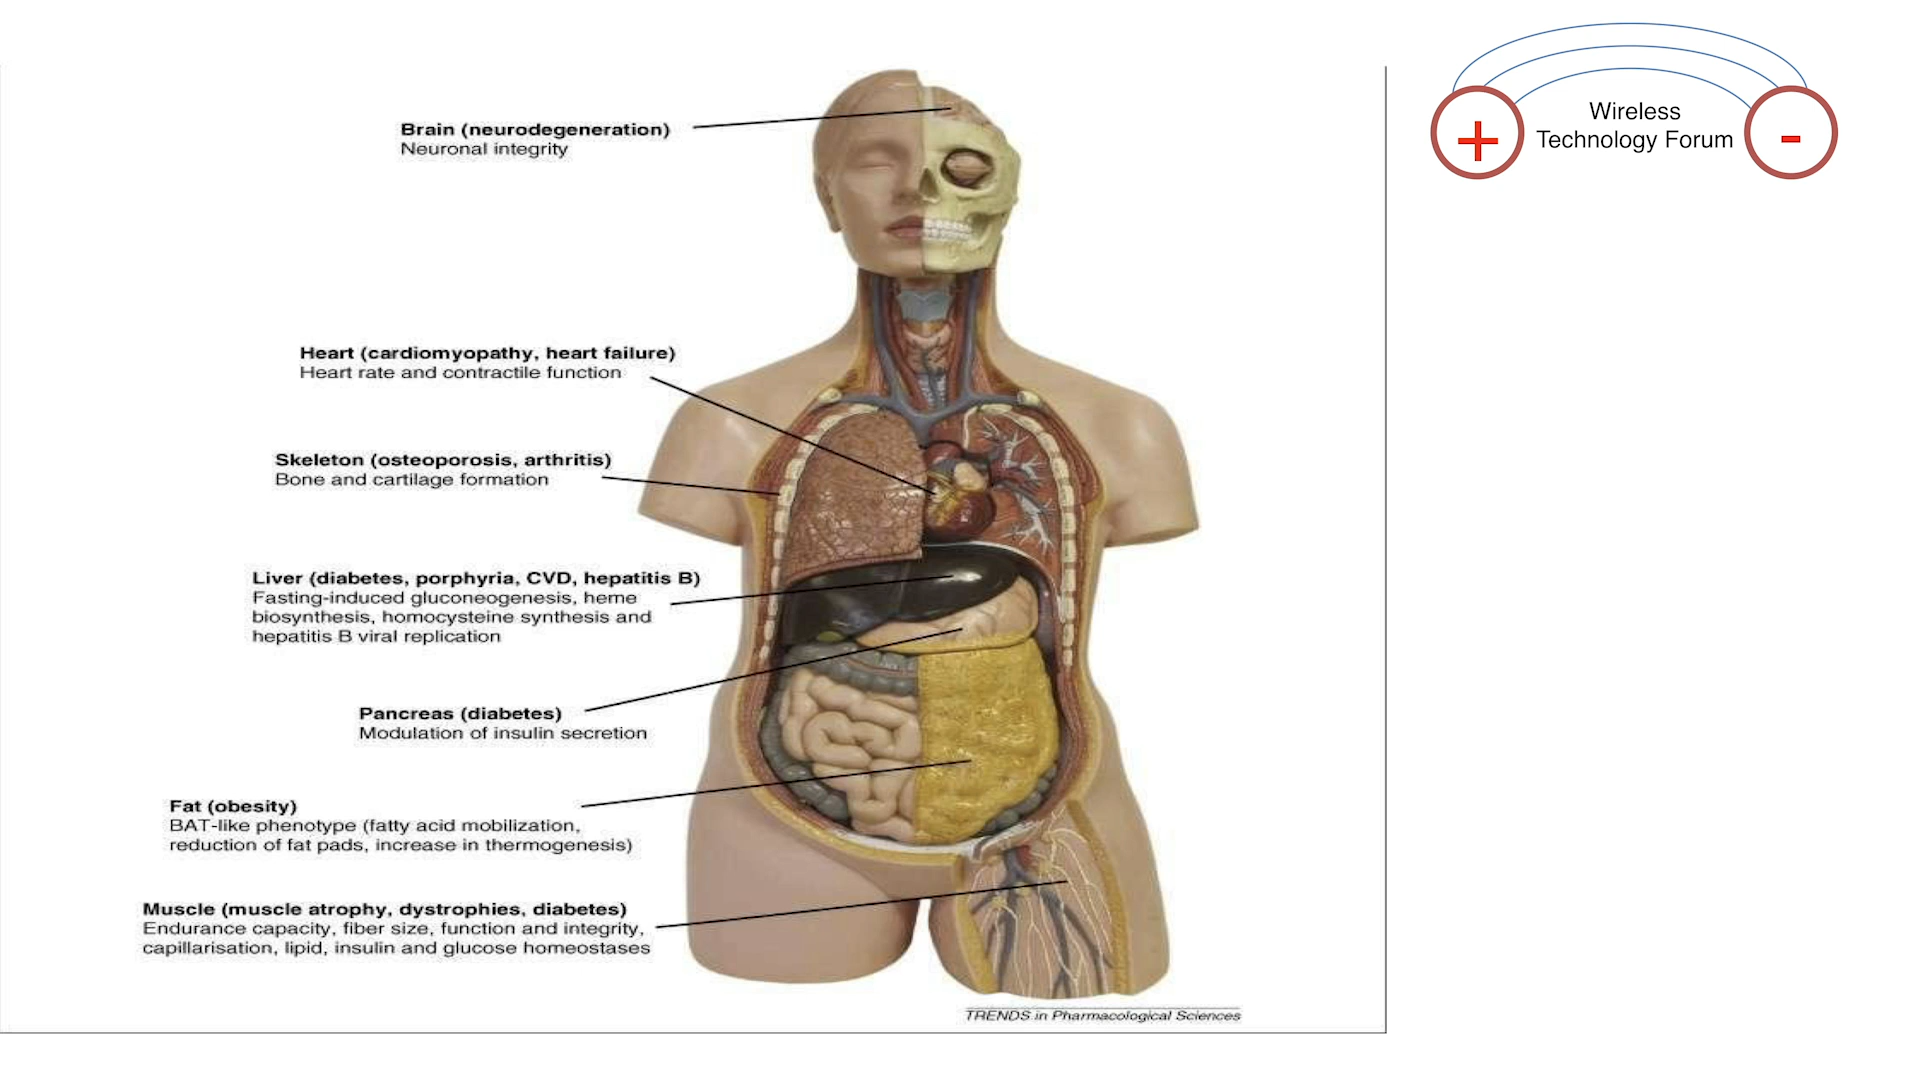 Wireless
Technology Forum
+
-
Brain (neurodegeneration)
Neuronal integrity
Heart (cardiomyopathy, heart failure)
Heart rate and contractile function
Skeleton (osteoporosis, arthritis)
Bone and cartilage formation
Liver (diabetes, porphyria, CVD, hepatitis B)
Fasting-induced gluconeogenesis, heme
biosynthesis, homocysteine synthesis and
hepatitis B viral replication
Pancreas (diabetes)
Modulation of insulin secretion
Fat (obesity)
BAT-like phenotype (fatty acid mobilization,
reduction of fat pads, increase in thermogenesis)
Muscle (muscle atrophy, dystrophies, diabetes)
Endurance capacity, fiber size, function and integrity,
capillarisation, lipid, insulin and glucose homeostases
TRENDS in Pharmacological Sciences